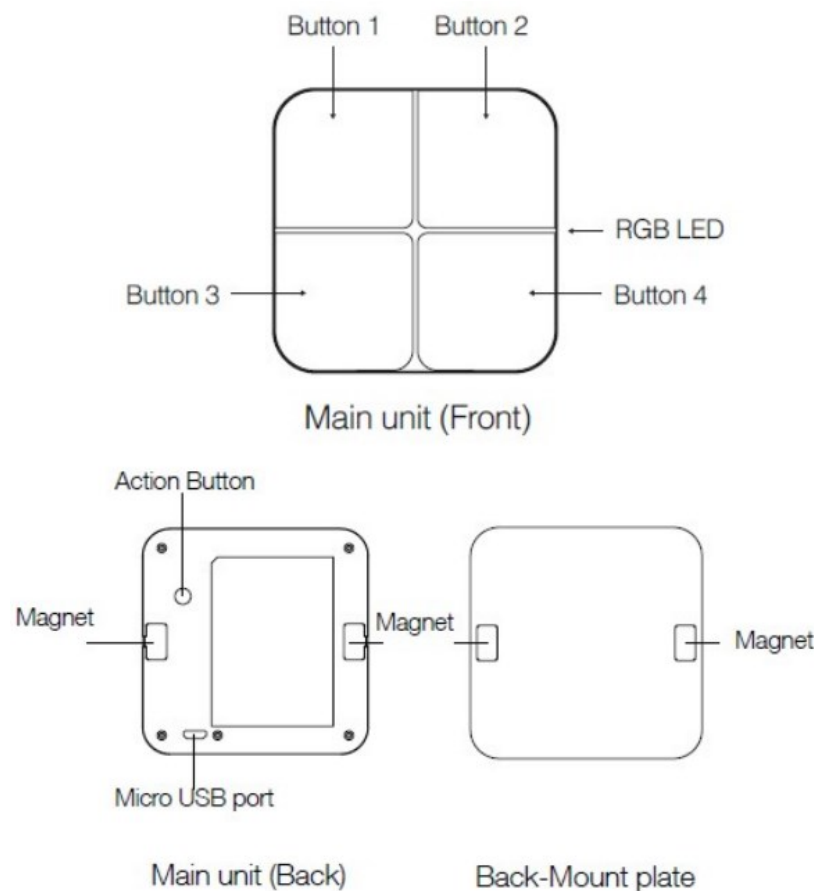 Button 1
Button 2
RGB LED
Button 3
Button 4
Main unit (Front)
Action Button
Magnet
Magnet
Magnet
Micro USB port
Main unit (Back)
Back-Mount plate